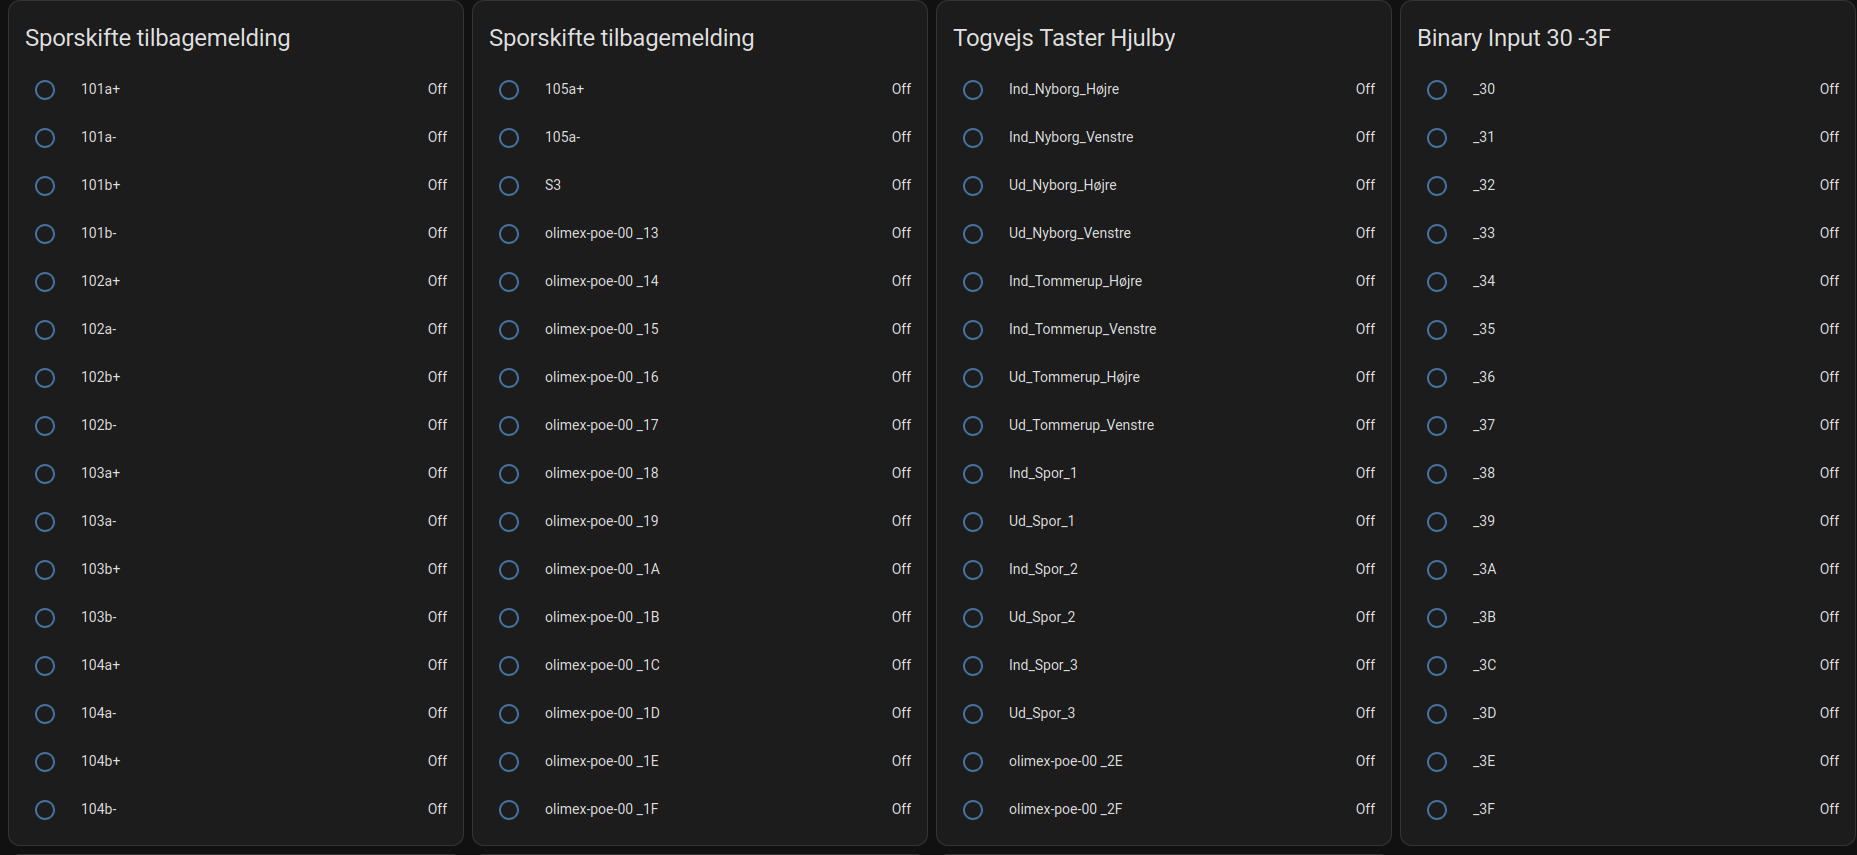 Sporskifte tilbagemelding
101a+ Off
101a- Off
101b+ Off
101b- Off
102a+ Off
102a- Off
102b+ Off
102b- Off
103a+ Off
103a- Off
103b+ Off
103b- Off
104a+ Off
104a- Off
104b+ Off
104b- Off
Sporskifte tilbagemelding
105a+ Off
105a- Off
S3 Off
olimex-poe-00 _13 Off
olimex-poe-00 _14 Off
olimex-poe-00 _15 Off
olimex-poe-00 _16 Off
olimex-poe-00 _17 Off
olimex-poe-00 _18 Off
olimex-poe-00 _19 Off
olimex-poe-00 _1A Off
olimex-poe-00 _1B Off
olimex-poe-00 _1C Off
olimex-poe-00 _1D Off
olimex-poe-00 _1E Off
olimex-poe-00 _1F Off
Togvejs Taster Hjulby
Ind_Nyborg_Højre Off
Ind_Nyborg_Venstre Off
Ud_Nyborg_Højre Off
Ud_Nyborg_Venstre Off
Ind_Tommerup_Højre Off
Ind_Tommerup_Venstre Off
Ud_Tommerup_Højre Off
Ud_Tommerup_Venstre Off
Ind_Spor_1 Off
Ud_Spor_1 Off
Ind_Spor_2 Off
Ud_Spor_2 Off
Ind_Spor_3 Off
Ud_Spor_3 Off
olimex-poe-00 _2E Off
olimex-poe-00 _2F Off
Binary Input 30 -3F
_30 Off
_31 Off
_32 Off
_33 Off
_34 Off
_35 Off
_36 Off
_37 Off
_38 Off
_39 Off
_3A Off
_3B Off
_3C Off
_3D Off
_3E Off
_3F Off